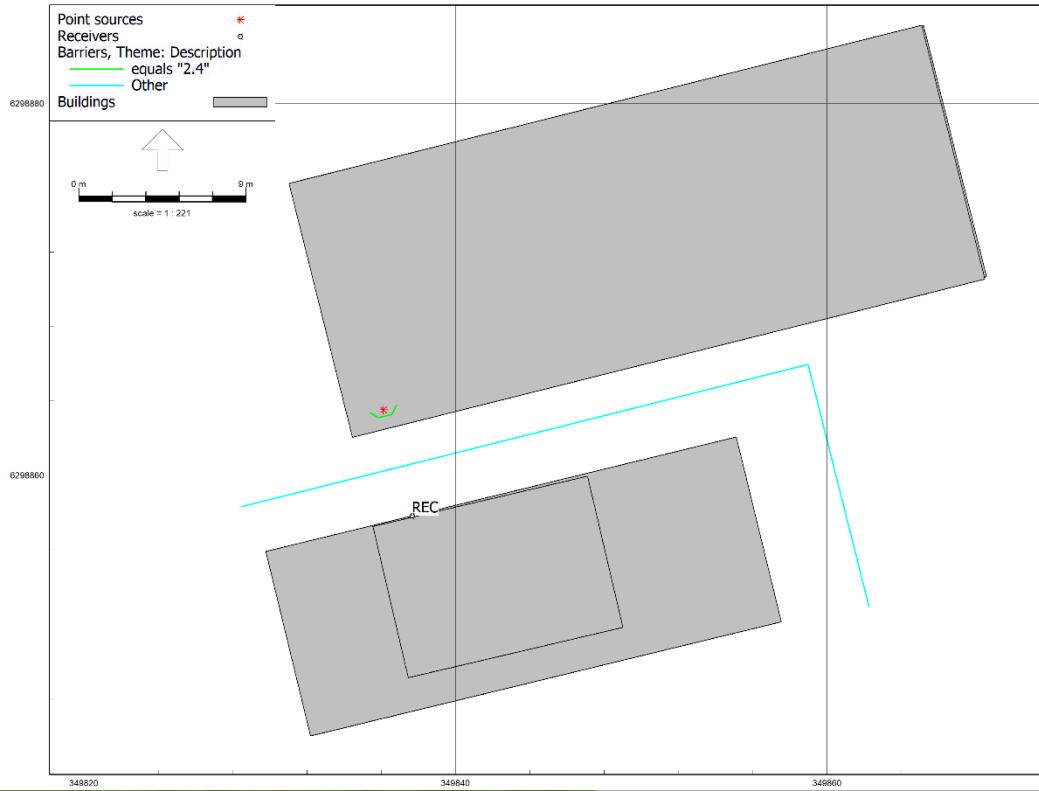 Point sources
Receivers
Barriers, Theme: Description
equals "2.4"
Other
Buildings
0 m 9 m
scale = 1 : 221
6298880
6298860
REC
349820 349840 349860